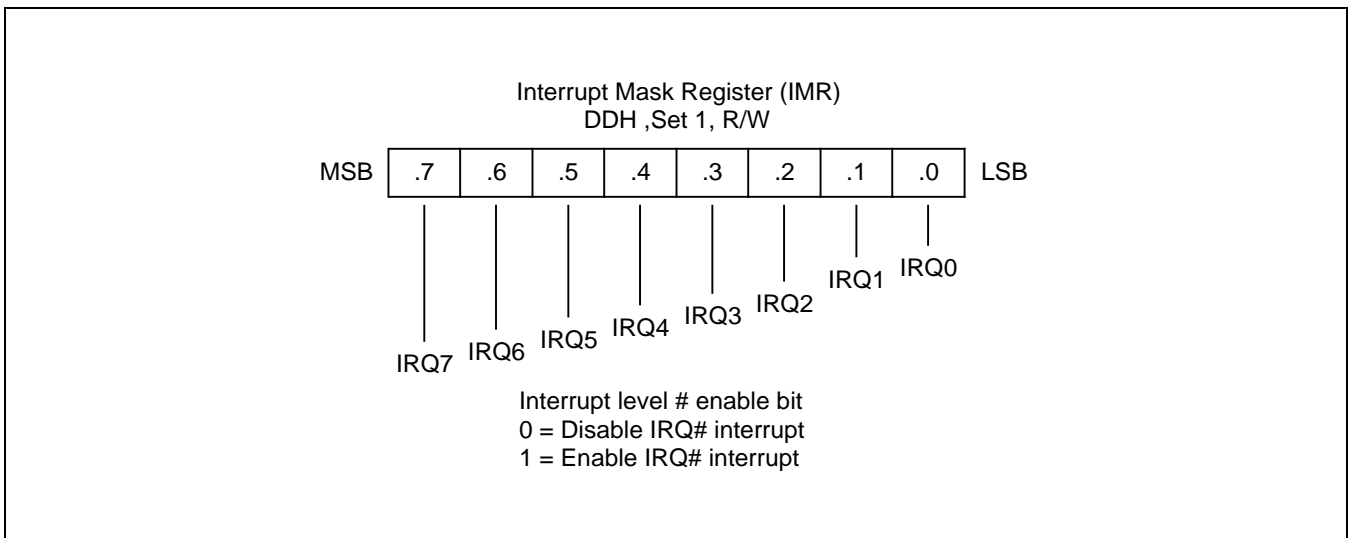 Interrupt Mask Register (IMR)
DDH ,Set 1, R/W
MSB .7 .6 .5 .4 .3 .2 .1 .0 LSB
IRQ7 IRQ6 IRQ5 IRQ4 IRQ3 IRQ2 IRQ1 IRQ0
Interrupt level # enable bit
0 = Disable IRQ# interrupt
1 = Enable IRQ# interrupt